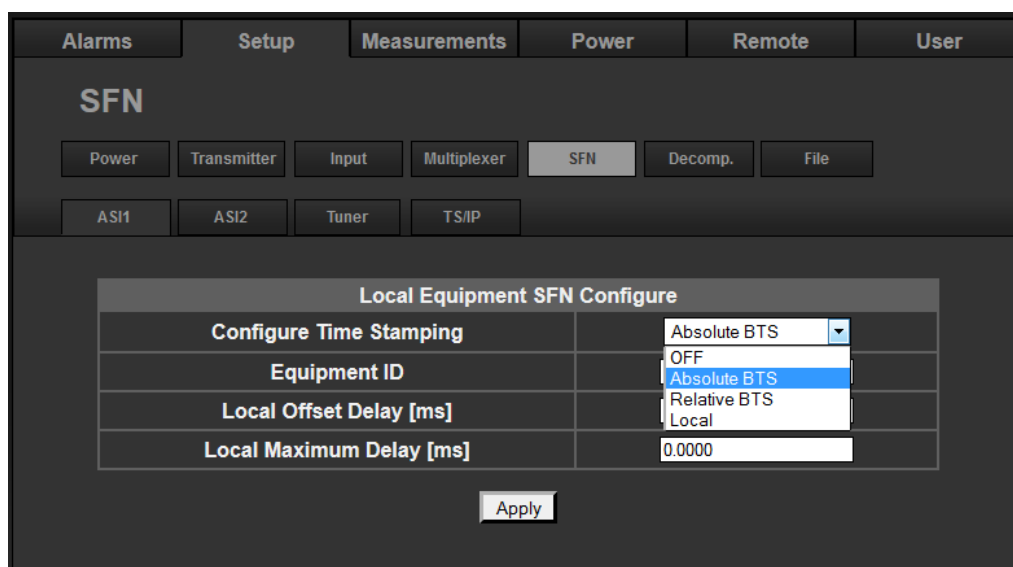 Alarms Setup Measurements Power Remote User
SFN
Power Transmitter Input Multiplexer SFN Decomp. File
ASI1 ASI2 Tuner TS/IP
Local Equipment SFN Configure
Configure Time Stamping Absolute BTS
OFF
Equipment ID Absolute BTS
Relative BTS
Local Offset Delay [ms]
Local
Local Maximum Delay [ms] 0.0000
Apply